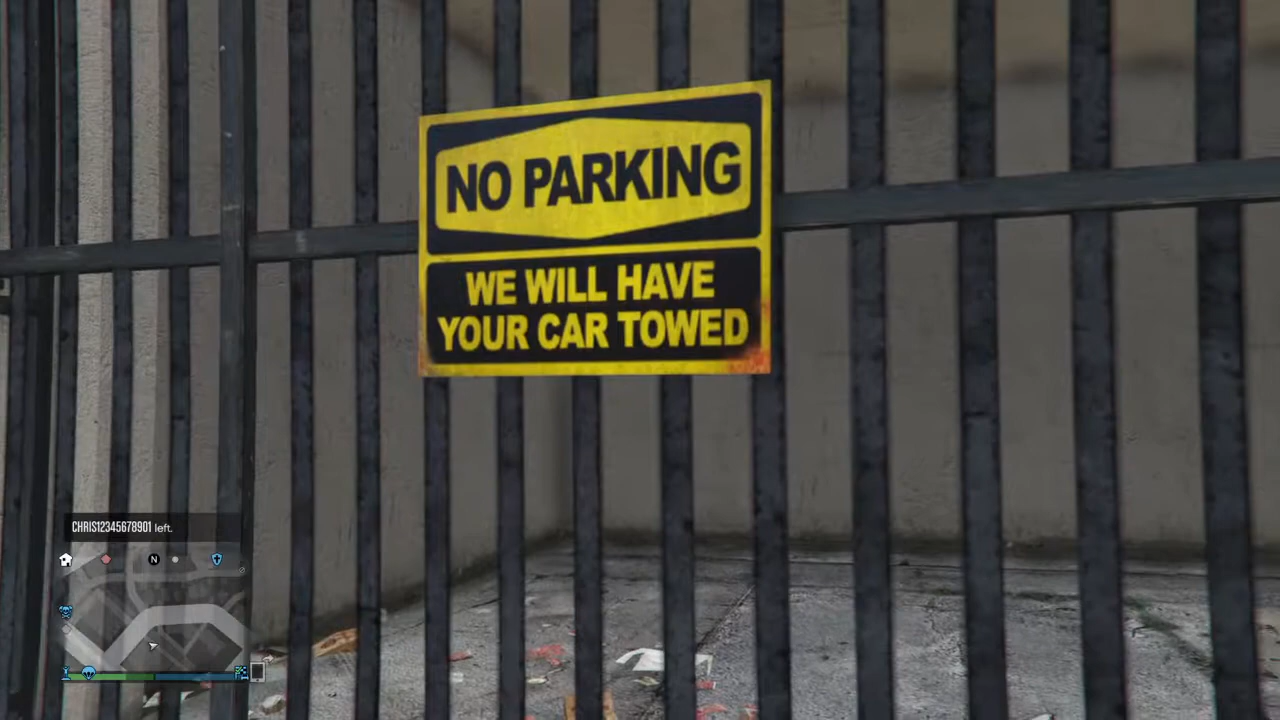 NO PARKING
WE WILL HAVE
YOUR CAR TOWED
CHRIS12345678901 left.
N